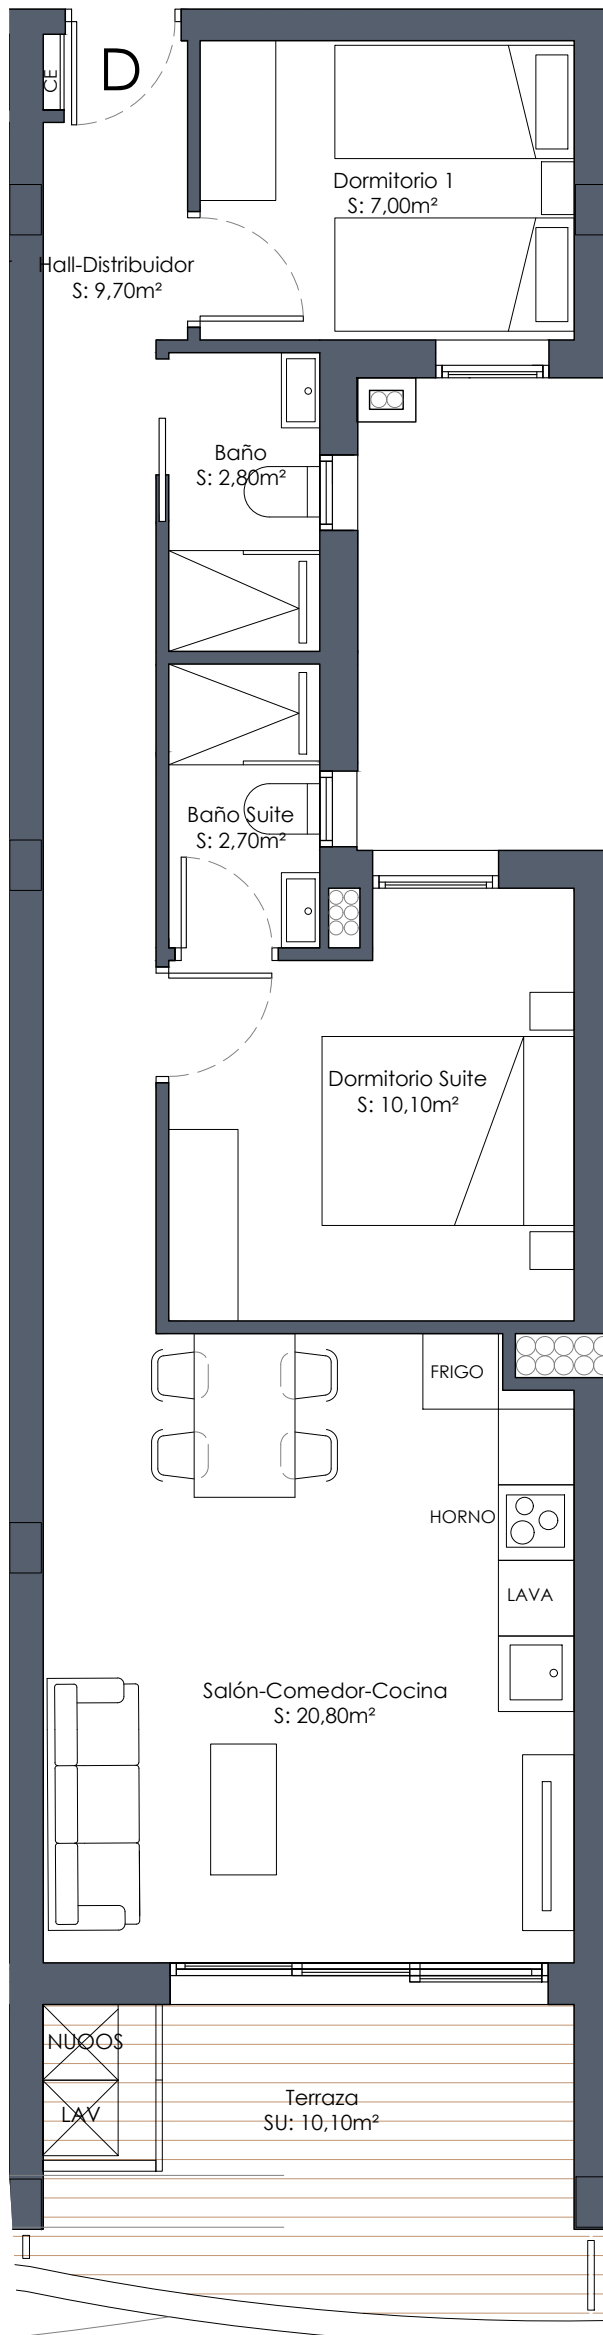 CE
D
Dormitorio 1
S: 7,00m²
Hall-Distribuidor
S: 9,70m²
Baño
S: 2,80m²
Baño Suite
S: 2,70m²
Dormitorio Suite
S: 10,10m²
FRIGO
HORNO
LAVA
Salón-Comedor-Cocina
S: 20,80m²
NUOOS
LAV
Terraza
SU: 10,10m²